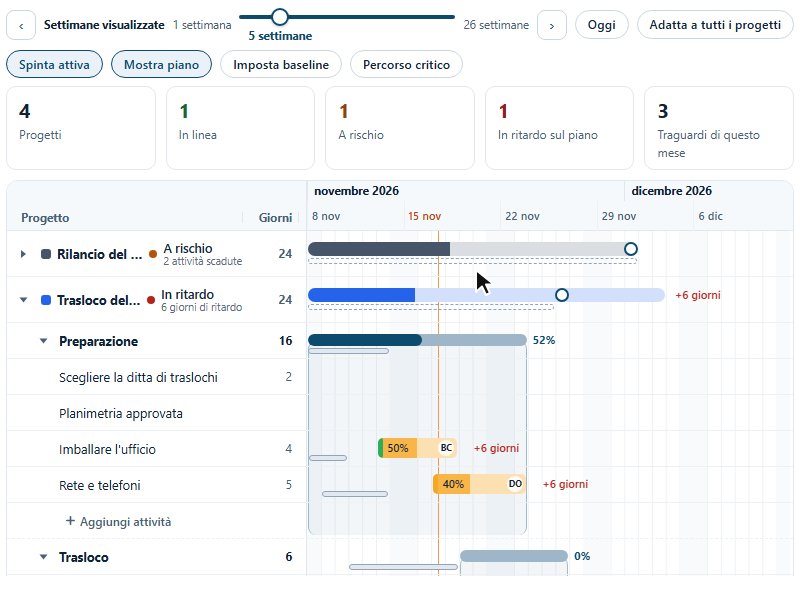 Settimane visualizzate 1 settimana 5 settimane 26 settimane Oggi Adatta a tutti i progetti
Spinta attiva Mostra piano Imposta baseline Percorso critico
4 1 1 1 3
Progetti In linea A rischio In ritardo sul piano Traguardi di questo mese
novembre 2026 dicembre 2026
Progetto Giorni 8 nov 15 nov 22 nov 29 nov 6 dic
Rilancio del ... A rischio 24
2 attività scadute
Trasloco del... In ritardo 24 +6 giorni
6 giorni di ritardo
Preparazione 16 52%
Scegliere la ditta di traslochi 2
Planimetria approvata
Imballare l'ufficio 4 50% BC +6 giorni
Rete e telefoni 5 40% DO +6 giorni
+ Aggiungi attività
Trasloco 6 0%